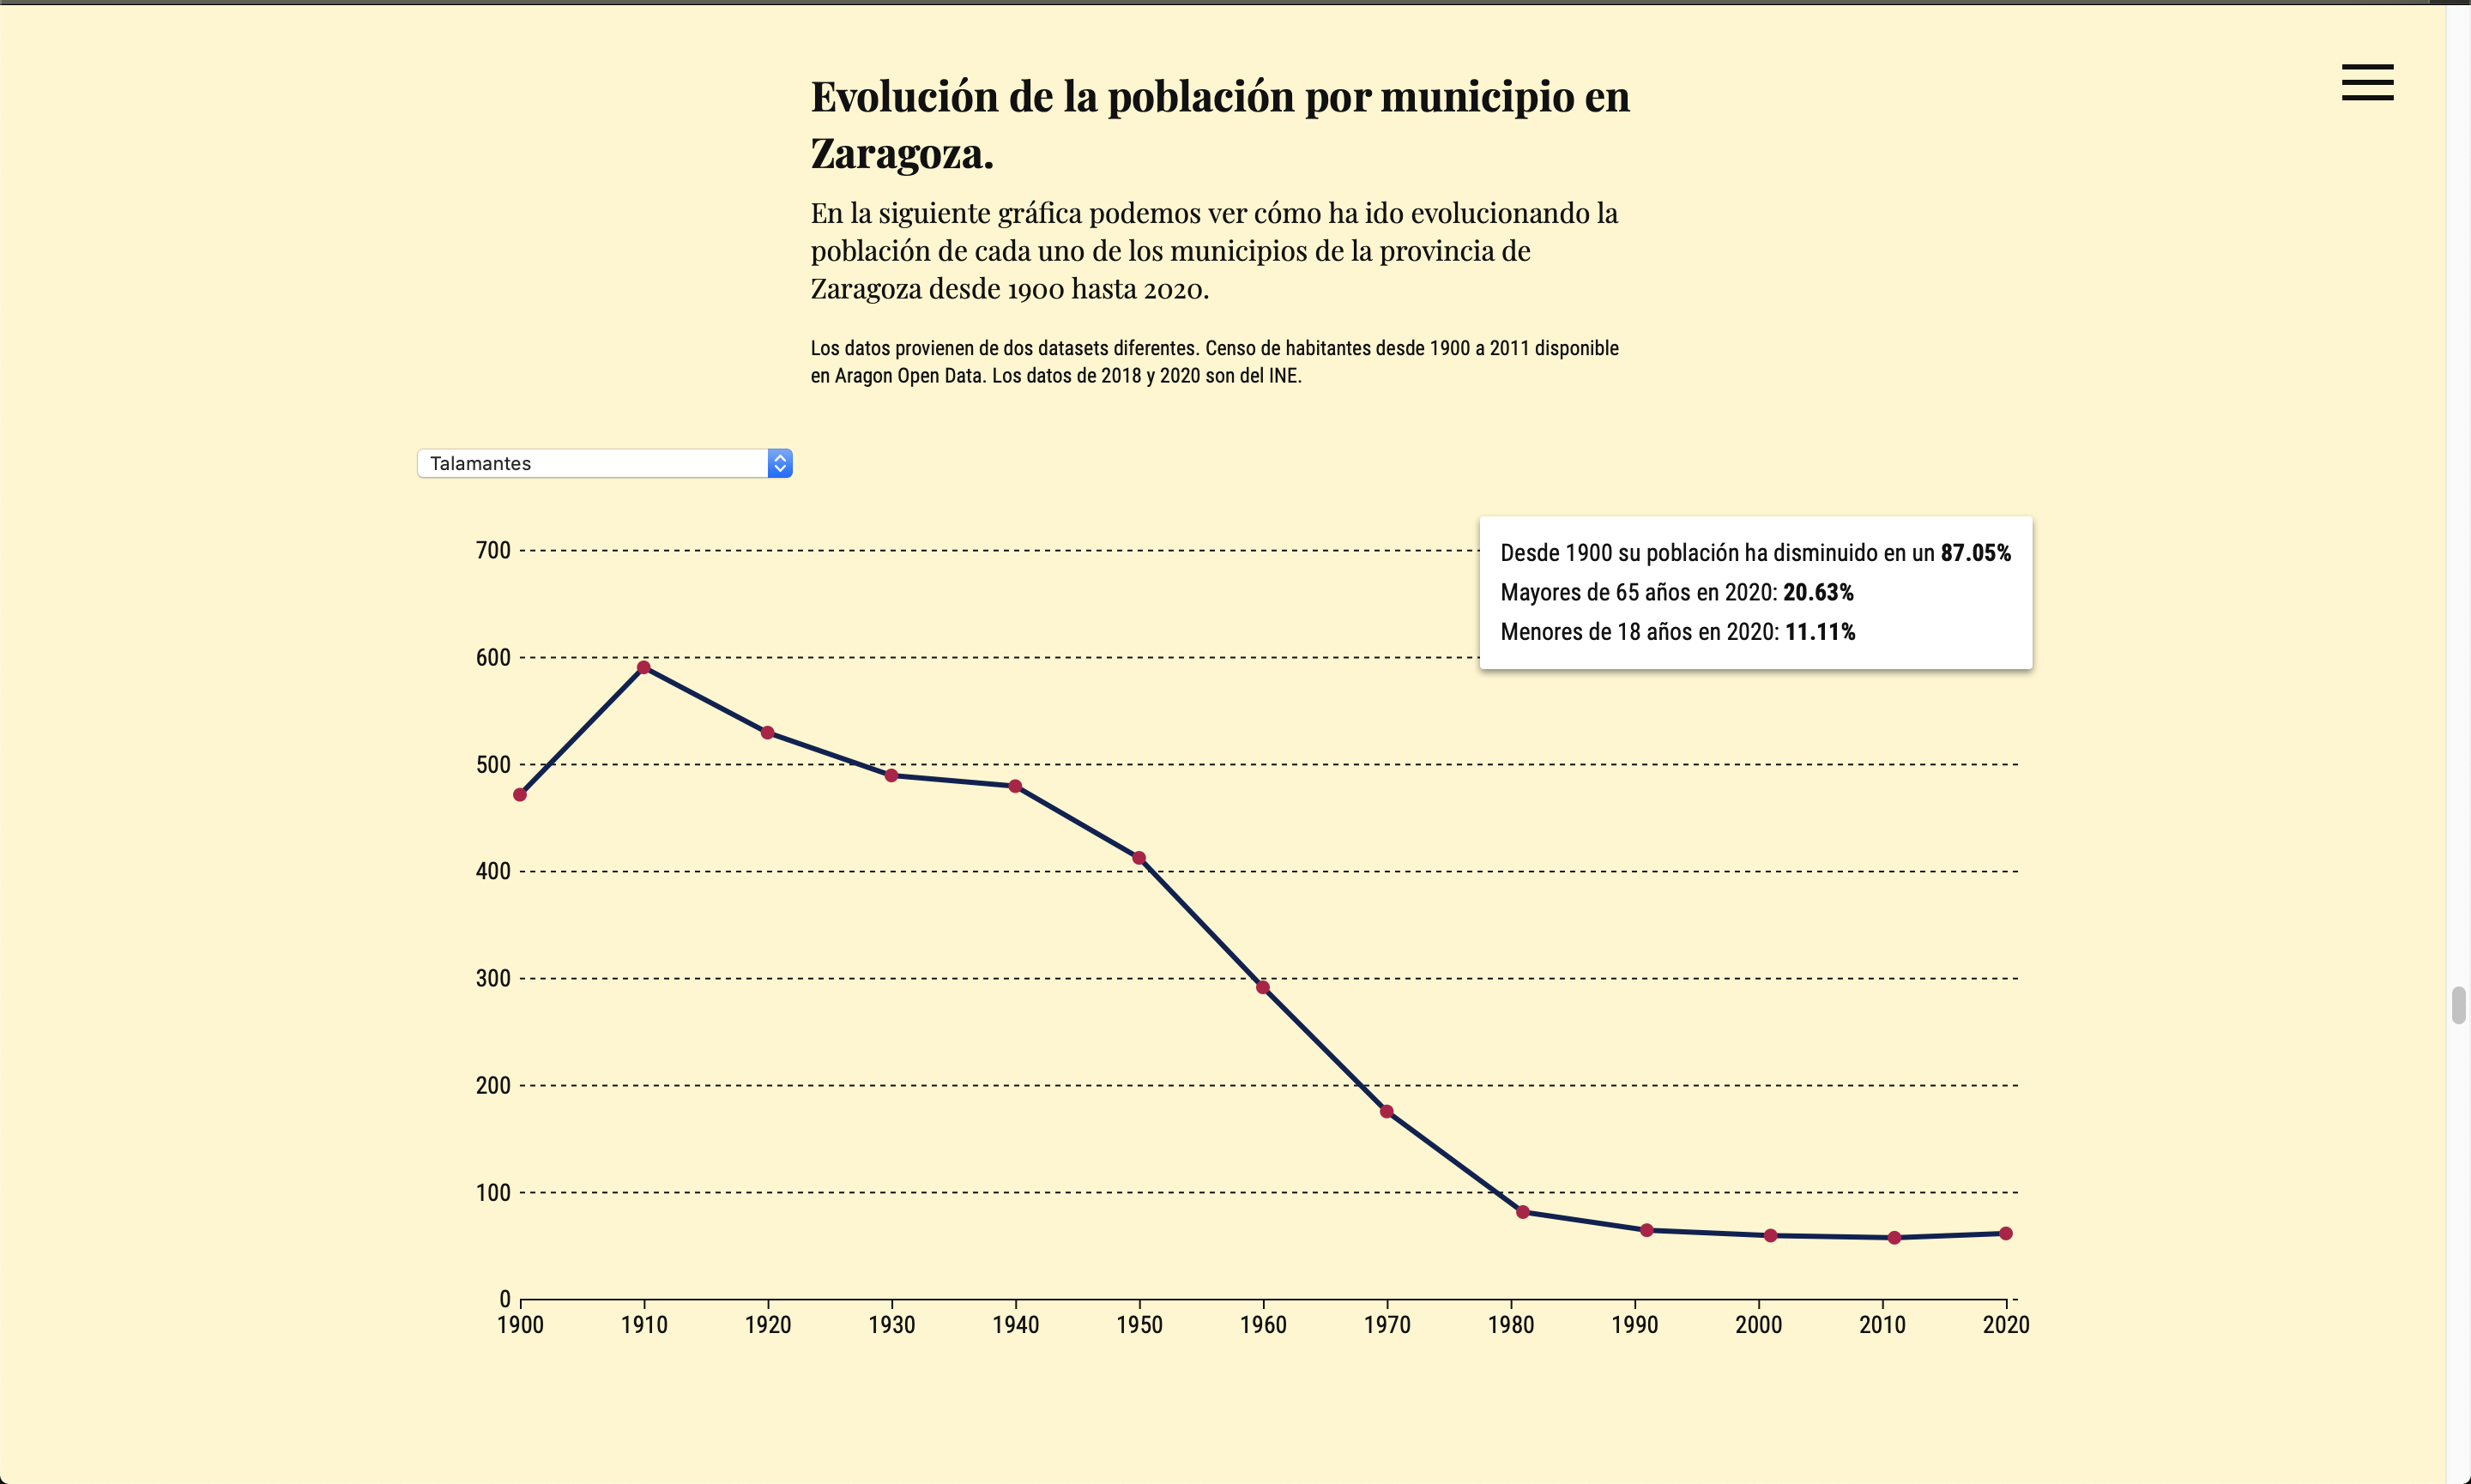 Evolución de la población por municipio en
Zaragoza.
En la siguiente gráfica podemos ver cómo ha ido evolucionando la
población de cada uno de los municipios de la provincia de
Zaragoza desde 1900 hasta 2020.
Los datos provienen de dos datasets diferentes. Censo de habitantes desde 1900 a 2011 disponible
en Aragon Open Data. Los datos de 2018 y 2020 son del INE.
Talamantes
Desde 1900 su población ha disminuido en un 87.05%
Mayores de 65 años en 2020: 20.63%
Menores de 18 años en 2020: 11.11%
700
600
500
400
300
200
100
0
1900 1910 1920 1930 1940 1950 1960 1970 1980 1990 2000 2010 2020